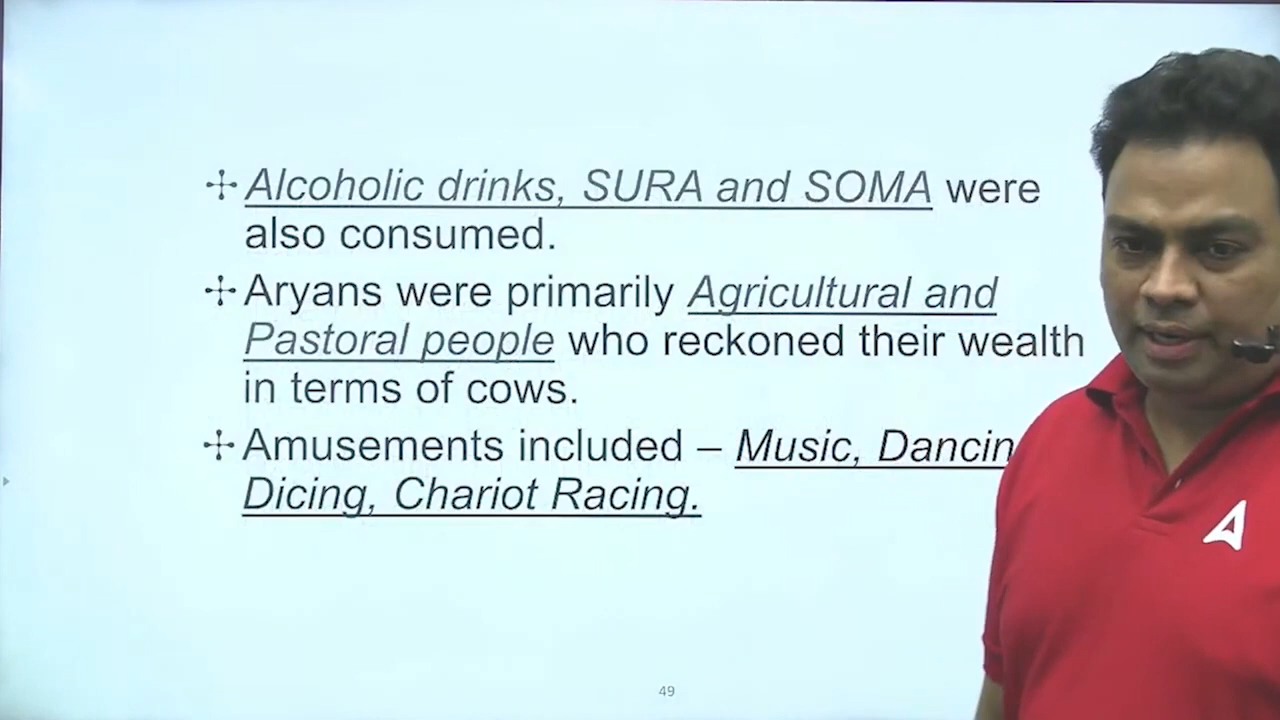 Alcoholic drinks, SURA and SOMA were
also consumed.
Aryans were primarily Agricultural and
Pastoral people who reckoned their wealth
in terms of cows.
Amusements included – Music, Dancin
Dicing, Chariot Racing.
49